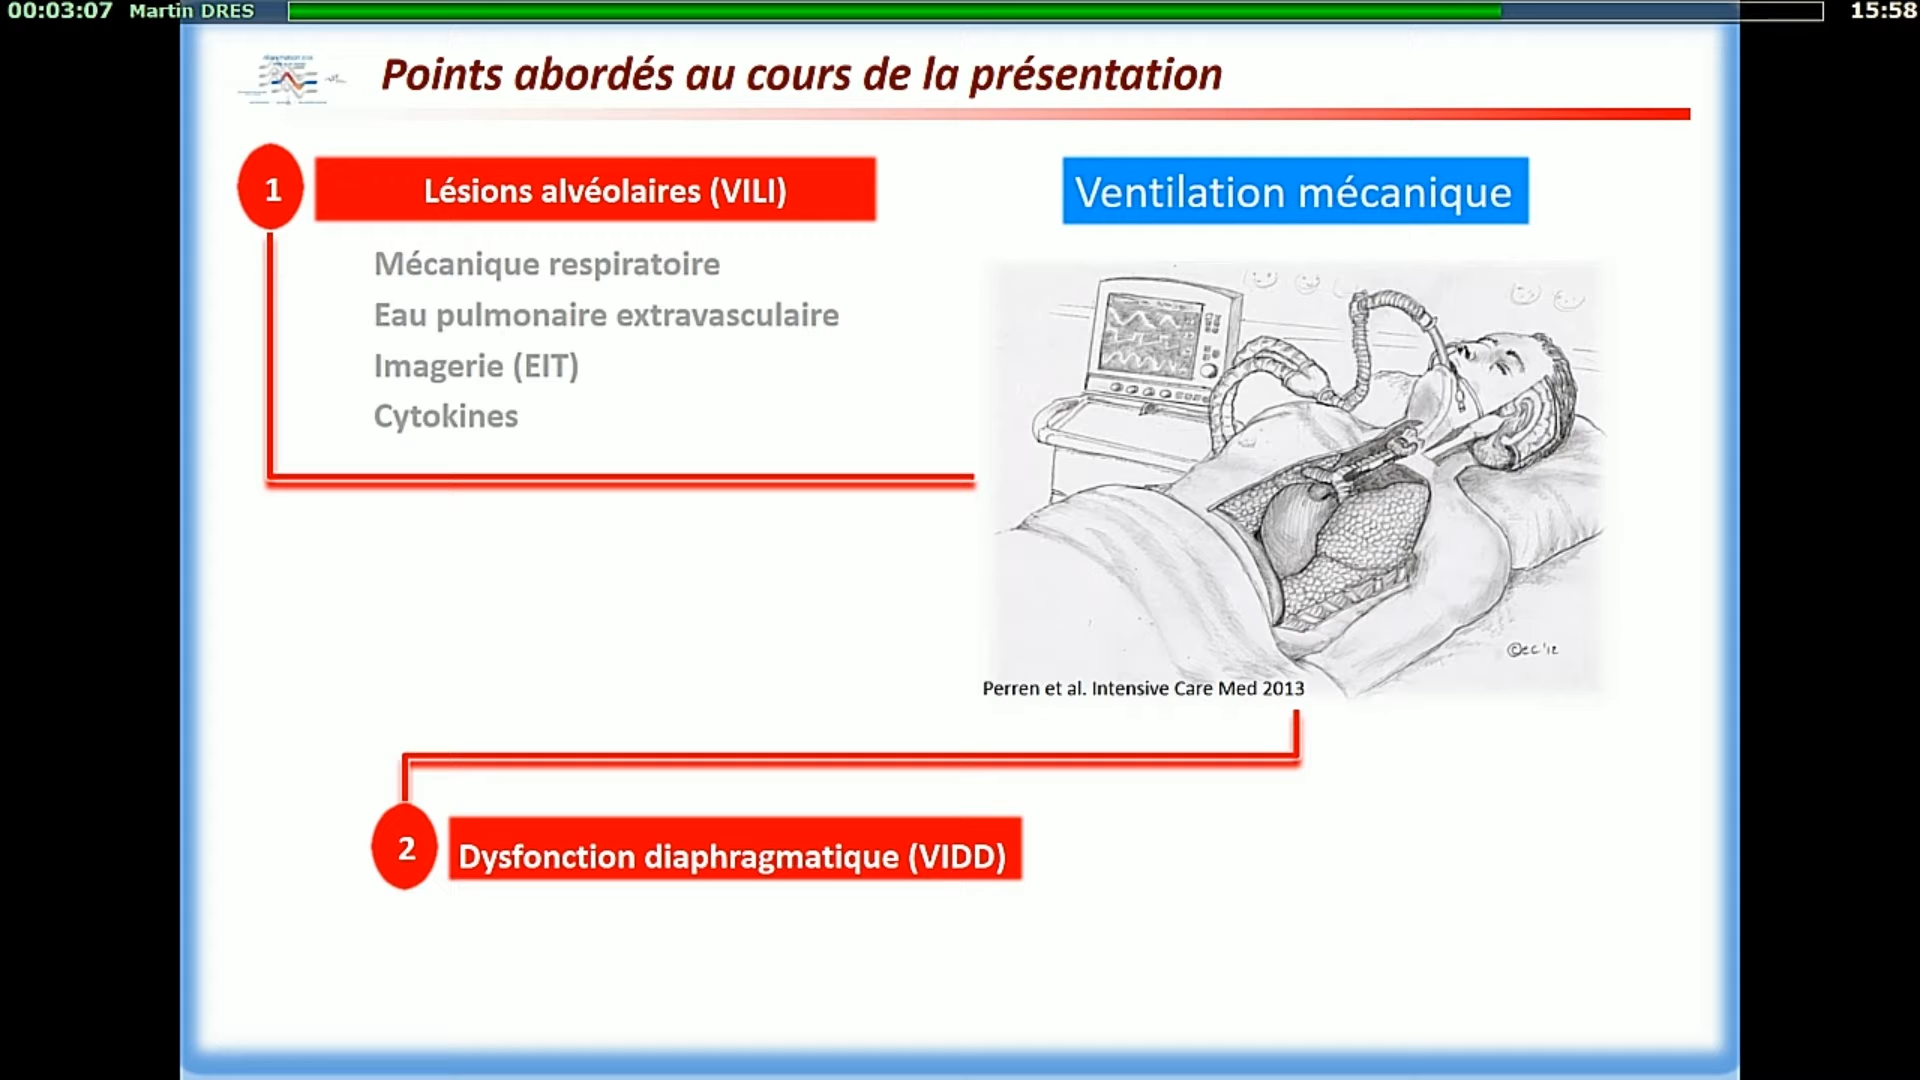 00:03:07 Martin DRES
15:58
Points abordés au cours de la présentation
1
Lésions alvéolaires (VILI)
Ventilation mécanique
Mécanique respiratoire
Eau pulmonaire extravasculaire
Imagerie (EIT)
Cytokines
©ec'12
Perren et al. Intensive Care Med 2013
2
Dysfonction diaphragmatique (VIDD)